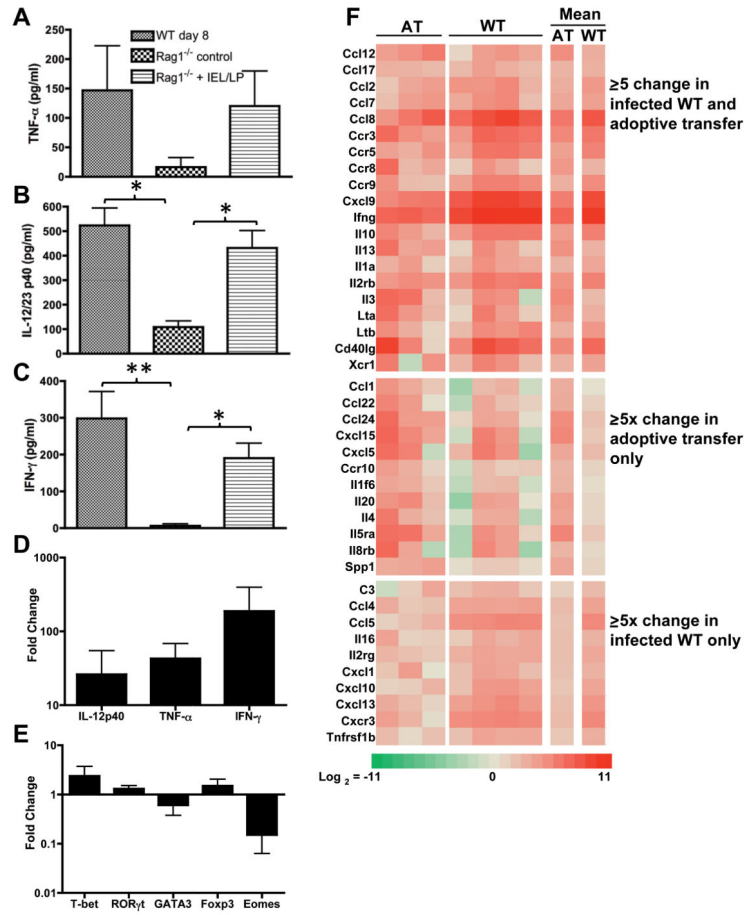 A
WT day 8
Rag1-/- control
Rag1-/- + IEL/LP
TNF-α (pg/ml)
250
200
150
100
50
0
B
*
*
IL-12/23 p40 (pg/ml)
600
500
400
300
200
100
0
C
**
*
IFN-γ (pg/ml)
400
300
200
100
0
D
Fold Change
1000
100
10
IL-12p40 TNF-α IFN-γ
E
Fold Change
10
1
0.1
0.01
T-bet RORγt GATA3 Foxp3 Eomes
F
AT WT Mean
AT WT
Ccl12
Ccl17
Ccl2
Ccl7
Ccl8
Ccr3
Ccr5
Ccr8
Ccr9
Cxcl9
Ifng
Il10
Il13
Il1a
Il2rb
Il3
Lta
Ltb
Cd40lg
Xcr1
≥5 change in
infected WT and
adoptive transfer
Ccl1
Ccl22
Ccl24
Cxcl15
Cxcl5
Ccr10
Il1f6
Il20
Il4
Il5ra
Il8rb
Spp1
≥5x change in
adoptive transfer
only
C3
Ccl4
Ccl5
Il16
Il2rg
Cxcl1
Cxcl10
Cxcl13
Cxcr3
Tnfrsf1b
≥5x change in
infected WT only
Log 2 = -11 0 11